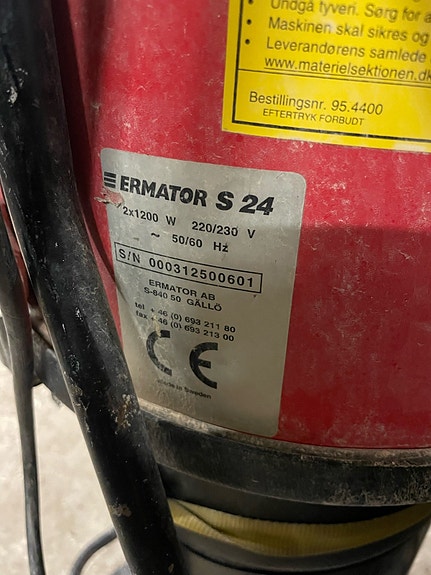 Undgå tyveri. Sørg for a
• Maskinen skal sikres og
• Leverandørens samlede
www.materielsektionen.dk
Bestillingsnr. 95.4400
EFTERTRYK FORBUDT
ERMATOR S 24
2x1200 W 220/230 V
~ 50/60 Hz
S/N 000312500601
ERMATOR AB
S-840 50 GÄLLÖ
tel + 46 (0) 693 211 80
fax + 46 (0) 693 213 00
CE
made in Sweden